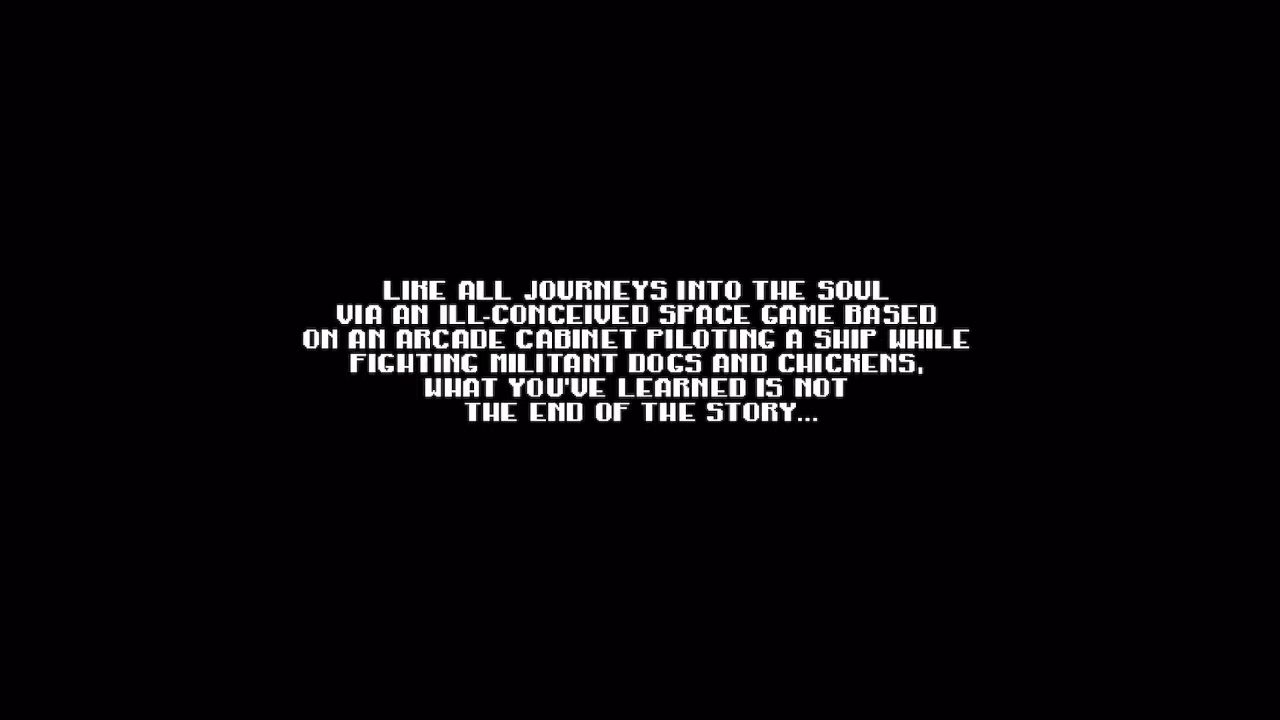 LIKE ALL JOURNEYS INTO THE SOUL
VIA AN ILL-CONCEIVED SPACE GAME BASED
ON AN ARCADE CABINET PILOTING A SHIP WHILE
FIGHTING MILITANT DOGS AND CHICKENS,
WHAT YOU'VE LEARNED IS NOT
THE END OF THE STORY...